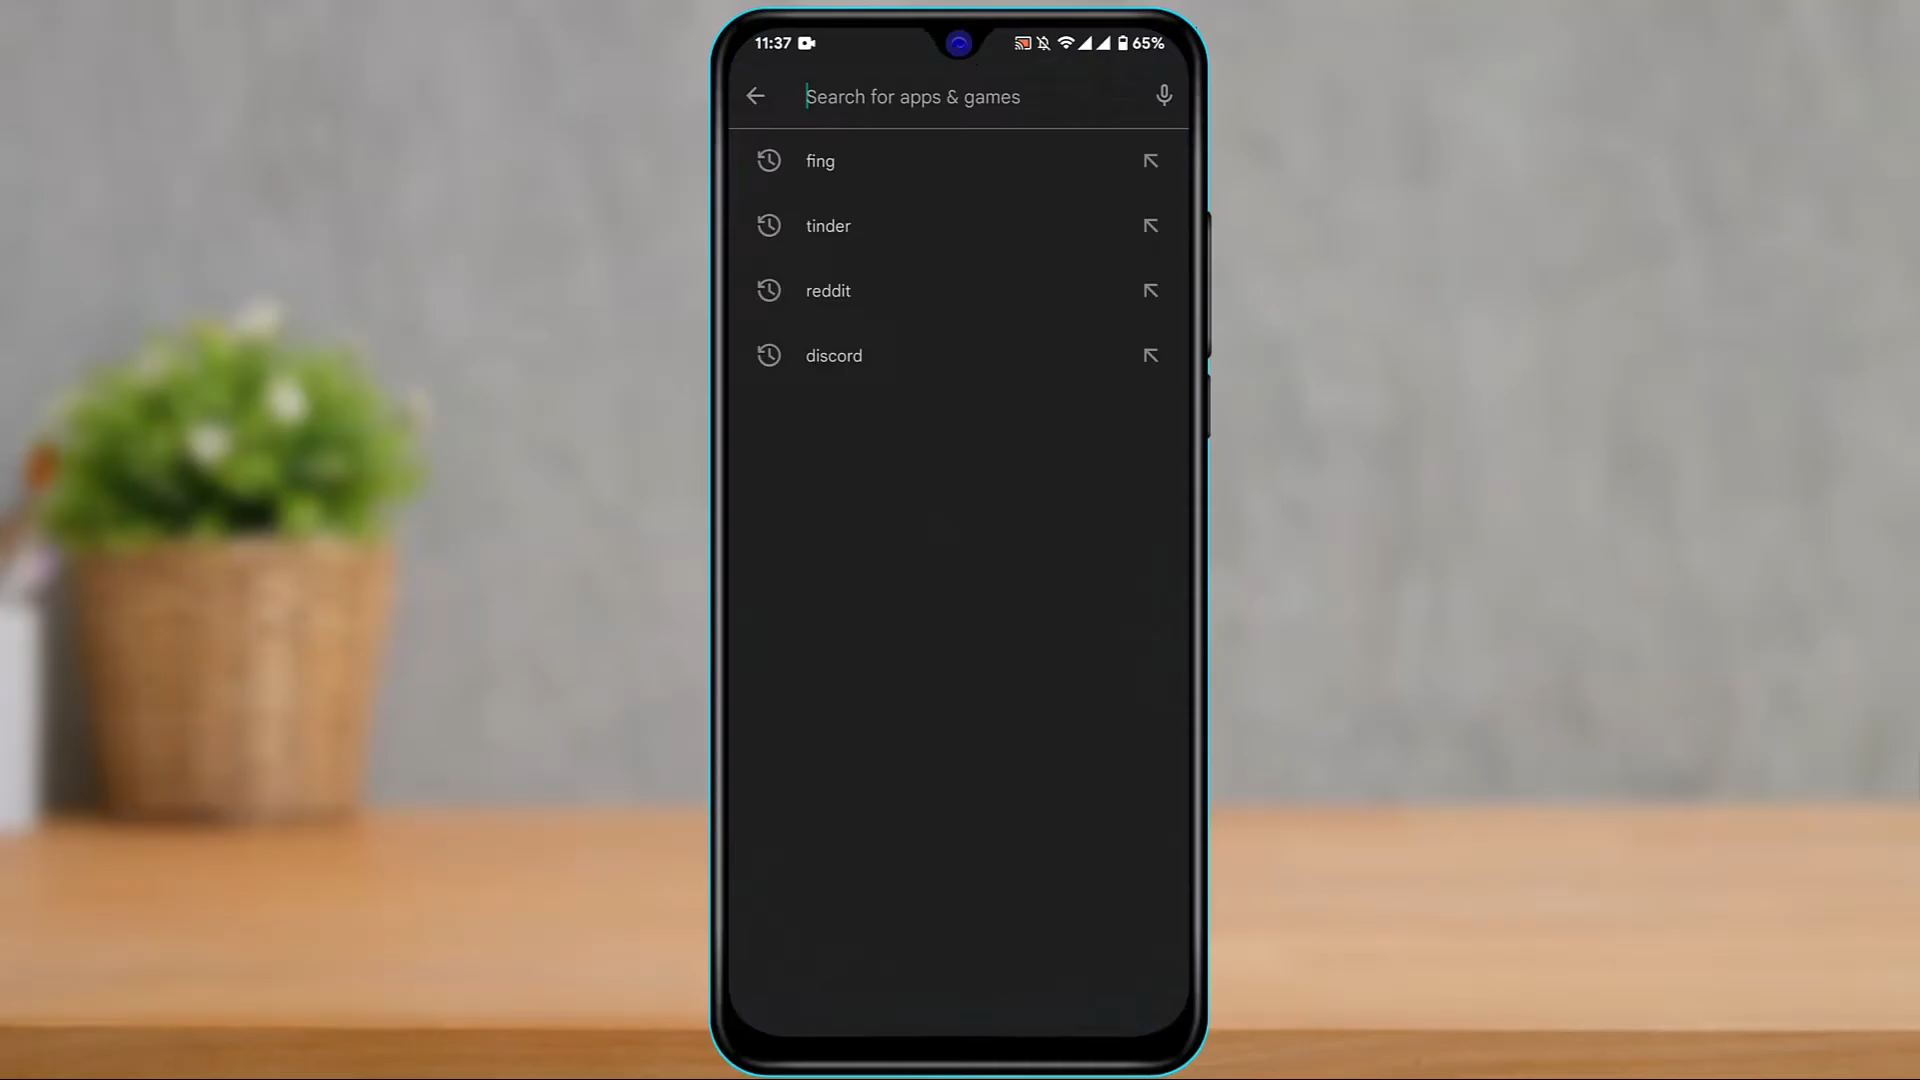 11:37
65%
Search for apps & games
fing
tinder
reddit
discord